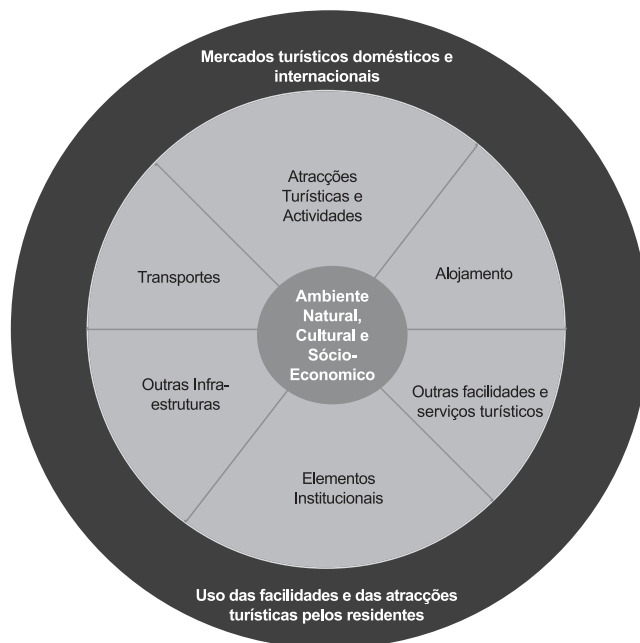 Mercados turísticos domésticos e
internacionais
Atracções
Turísticas e
Actividades
Transportes
Alojamento
Ambiente
Natural,
Cultural e
Sócio-
Economico
Outras Infra-
estruturas
Outras facilidades e
serviços turísticos
Elementos
Institucionais
Uso das facilidades e das atracções
turísticas pelos residentes